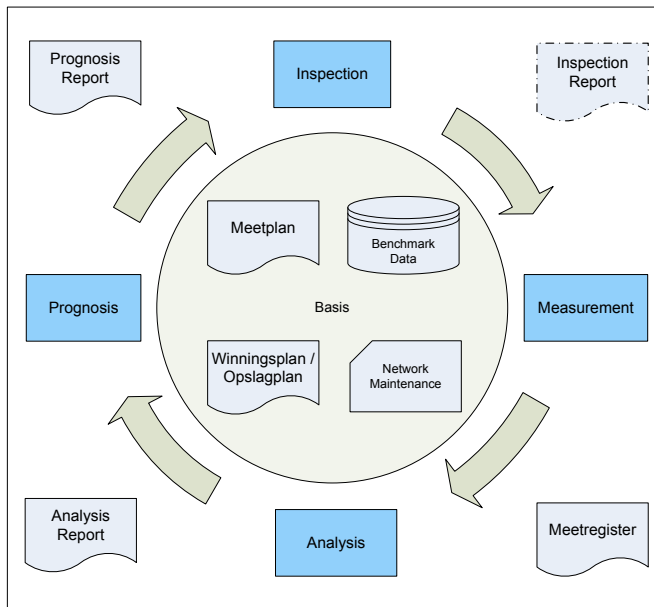 Prognosis
Report
Inspection
Inspection
Report
Meetplan
Benchmark
Data
Prognosis
Basis
Measurement
Winningsplan /
Opslagplan
Network
Maintenance
Analysis
Report
Analysis
Meetregister